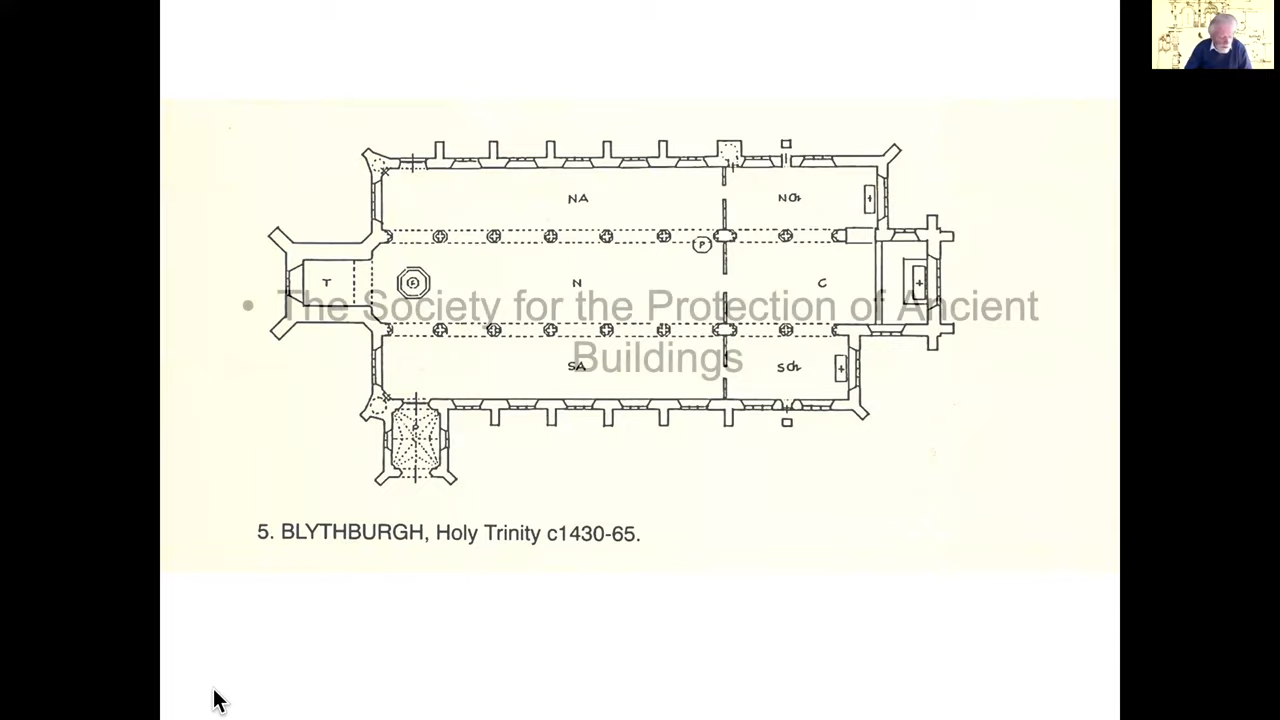 NA
NCh
P
T
F
N
C
• The Society for the Protection of Ancient
Buildings
SA
SCh
P
5. BLYTHBURGH, Holy Trinity c1430-65.